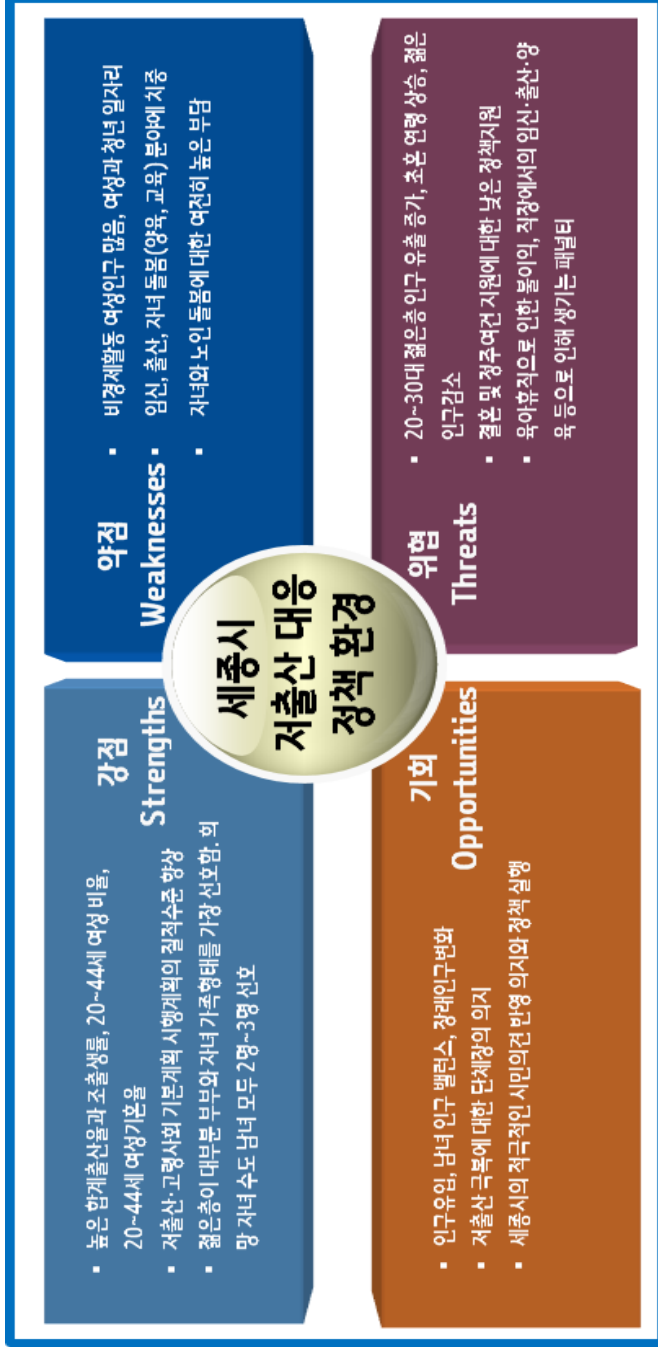 강점
Strengths
▪ 높은 합계출산율과 조출생률, 20~44세 여성 비율,
20~44세 여성기혼율
▪ 저출산·고령사회 기본계획 시행계획의 질적수준 향상
▪ 젊은층이 대부분 부부와 자녀 가족형태를 가장 선호함. 희
망 자녀 수도 남녀 모두 2명~3명 선호
약점
Weaknesses
▪ 비경제활동 여성인구 많음, 여성과 청년 일자리
▪ 임신, 출산, 자녀 돌봄(양육, 교육) 분야에 치중
▪ 자녀와 노인 돌봄에 대한 여전히 높은 부담
세종시
저출산 대응
정책 환경
기회
Opportunities
▪ 인구유입, 남녀 인구 밸런스, 장래인구변화
▪ 저출산 극복에 대한 단체장의 의지
▪ 세종시의 적극적인 시민의견 반영 의지와 정책 실행
위협
Threats
▪ 20~30대 젊은층 인구 유출 증가, 초혼 연령 상승, 젊은
인구감소
▪ 결혼 및 정주여건 지원에 대한 낮은 정책지원
▪ 육아휴직으로 인한 불이익, 직장에서의 임신·출산·양
육 등으로 인해 생기는 패널터